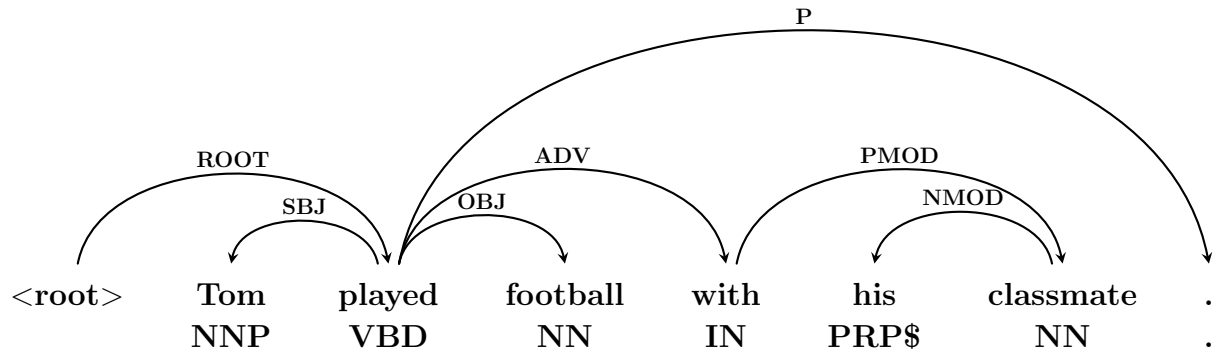 P
ROOT ADV PMOD
SBJ OBJ NMOD
<root> Tom played football with his classmate .
NNP VBD NN IN PRP$ NN .